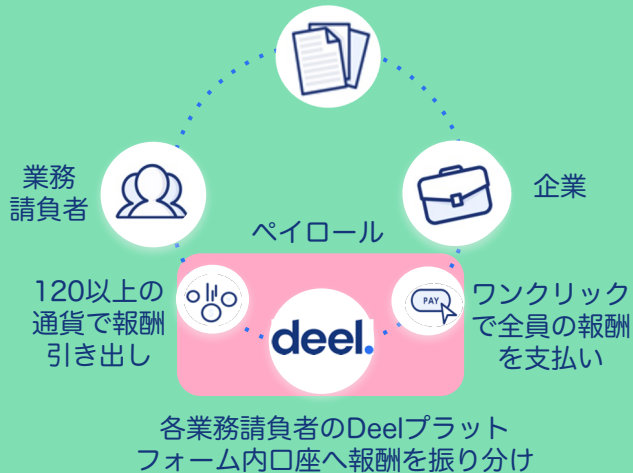 業務
請負者
企業
ペイロール
120以上の
通貨で報酬
引き出し
PAY
ワンクリック
で全員の報酬
を支払い
deel.
各業務請負者のDeelプラット
フォーム内口座へ報酬を振り分け